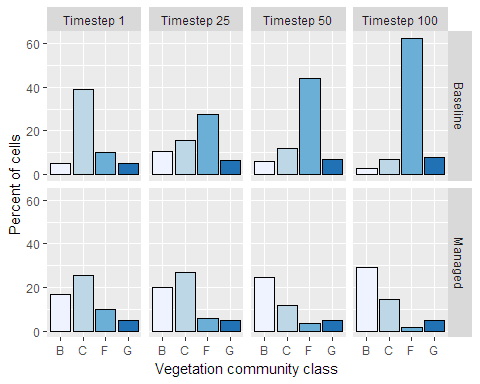 Timestep 1 Timestep 25 Timestep 50 Timestep 100
60
40
20
0
Baseline
60
40
20
0
Managed
Percent of cells
B C F G B C F G B C F G B C F G
Vegetation community class